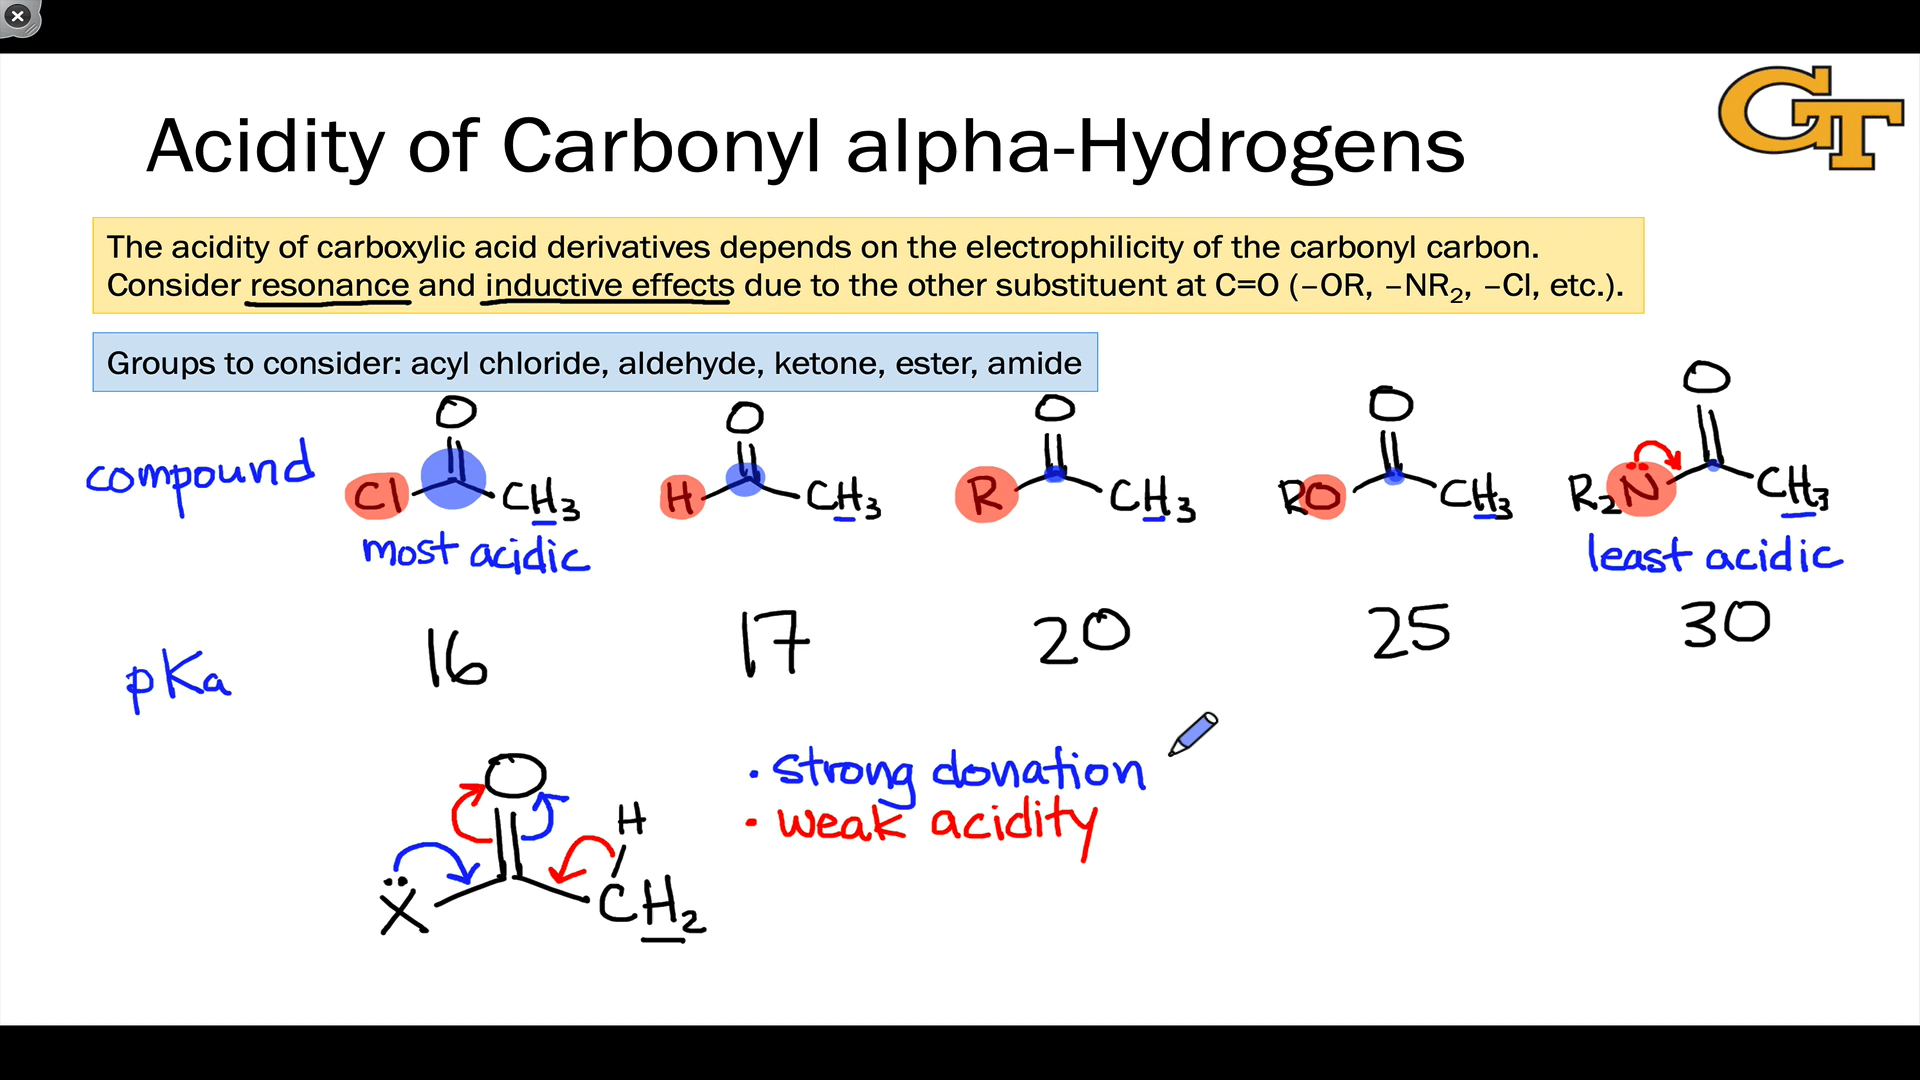 GT
Acidity of Carbonyl alpha-Hydrogens
The acidity of carboxylic acid derivatives depends on the electrophilicity of the carbonyl carbon.
Consider resonance and inductive effects due to the other substituent at C=O (–OR, –NR₂, –Cl, etc.).
Groups to consider: acyl chloride, aldehyde, ketone, ester, amide
O O O O O
compound Cl CH₃ H CH₃ R CH₃ RO CH₃ R₂N CH₃
most acidic least acidic
pKa 16 17 20 25 30
O
· strong donation
H · weak acidity
X CH₂